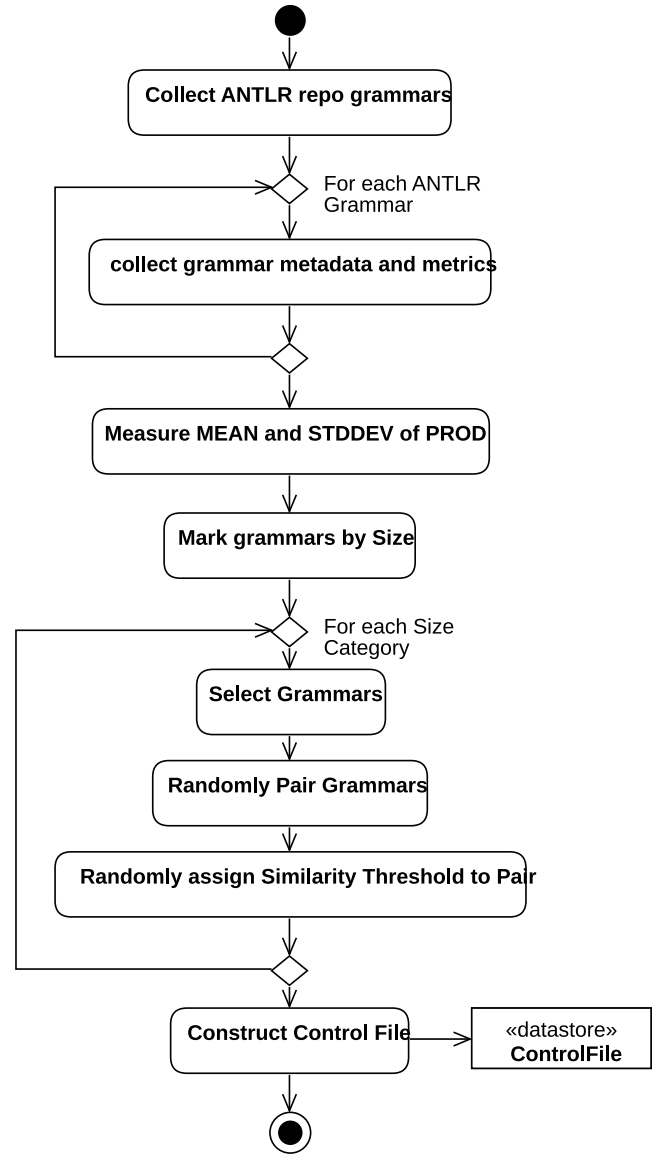 Collect ANTLR repo grammars
For each ANTLR
Grammar
collect grammar metadata and metrics
Measure MEAN and STDDEV of PROD
Mark grammars by Size
For each Size
Category
Select Grammars
Randomly Pair Grammars
Randomly assign Similarity Threshold to Pair
Construct Control File
«datastore»
ControlFile